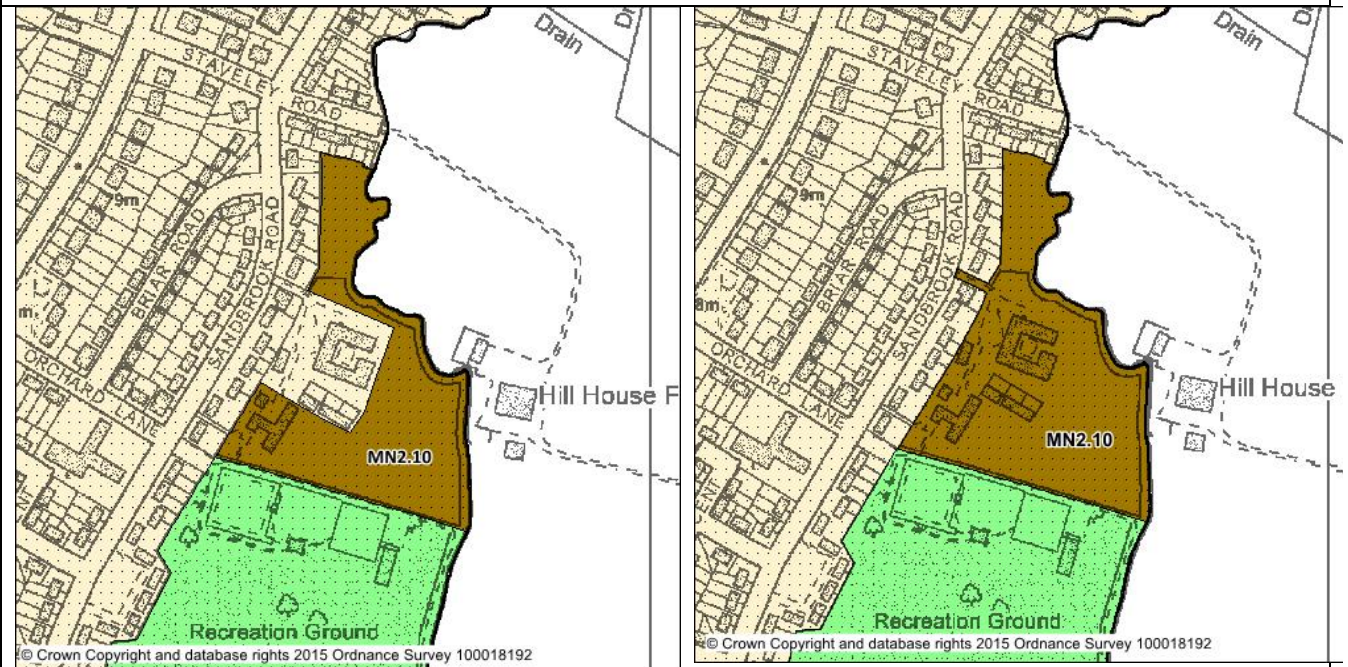 Drain
Dr
STAVELEY
ROAD
9m
BRIAR ROAD
SANDBROOK ROAD
m
ORCHARD LANE
Hill House F
MN2.10
Recreation Ground
© Crown Copyright and database rights 2015 Ordnance Survey 100018192
Drain
D
STAVELEY
ROAD
9m
BRIAR ROAD
SANDBROOK ROAD
8m
ORCHARD LANE
Hill House
MN2.10
Recreation Ground
© Crown Copyright and database rights 2015 Ordnance Survey 100018192